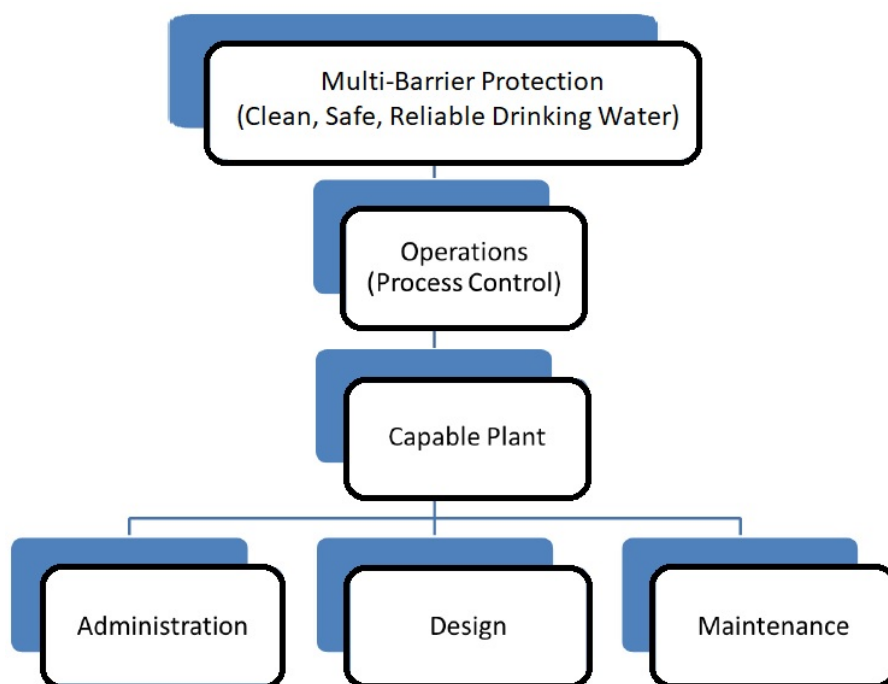 Multi-Barrier Protection
(Clean, Safe, Reliable Drinking Water)
Operations
(Process Control)
Capable Plant
Administration
Design
Maintenance